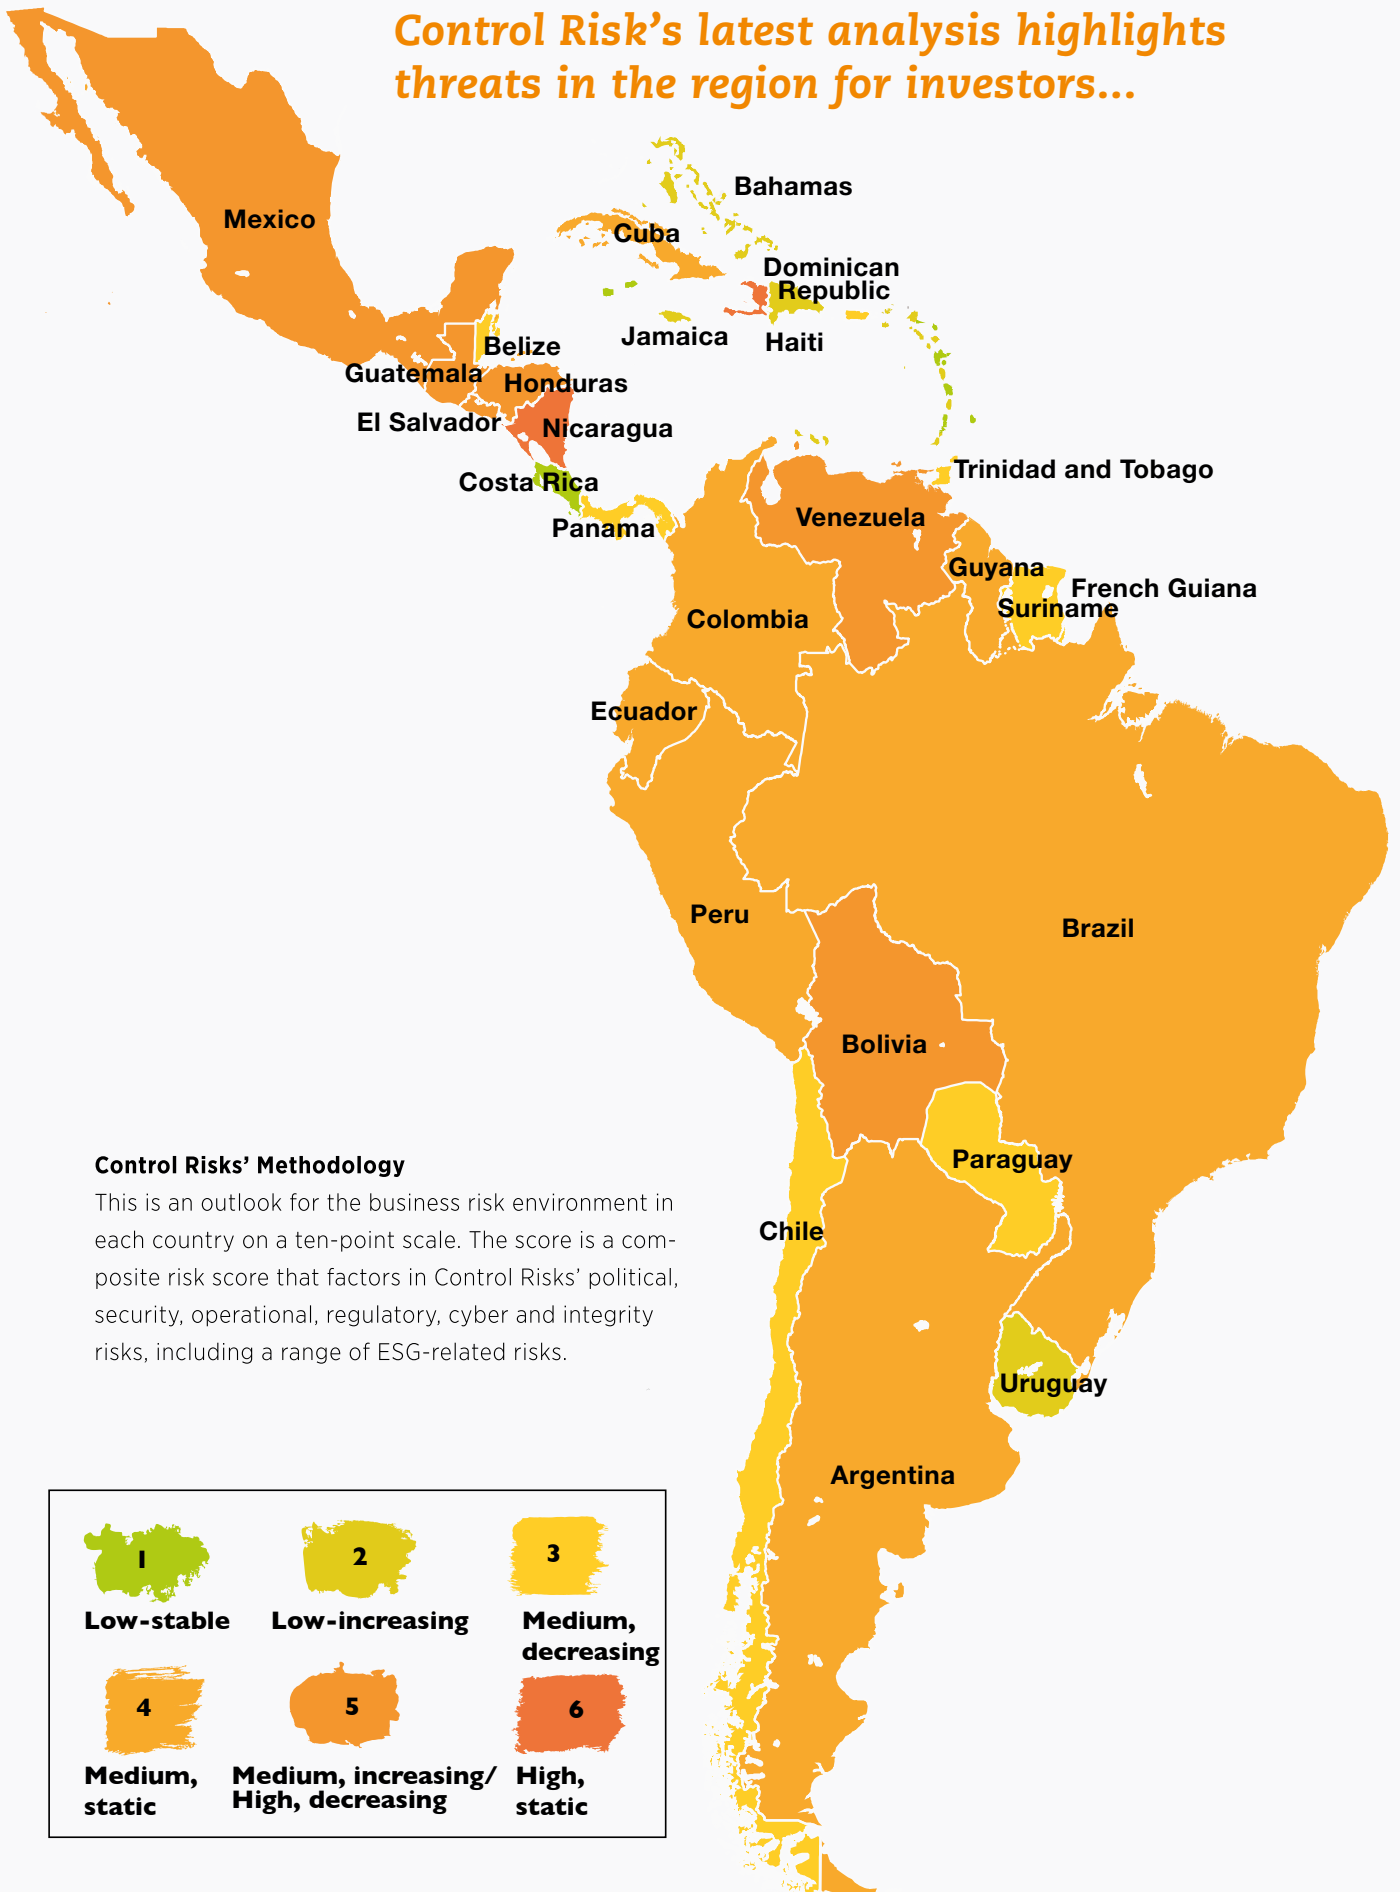 Control Risk's latest analysis highlights
threats in the region for investors...
Bahamas
Mexico
Cuba
Dominican
Republic
Jamaica
Haiti
Belize
Guatemala
Honduras
El Salvador
Nicaragua
Trinidad and Tobago
Costa Rica
Venezuela
Panama
Guyana
French Guiana
Suriname
Colombia
Ecuador
Peru
Brazil
Bolivia
Paraguay
Chile
Uruguay
Argentina
Control Risks' Methodology
This is an outlook for the business risk environment in
each country on a ten-point scale. The score is a com-
posite risk score that factors in Control Risks' political,
security, operational, regulatory, cyber and integrity
risks, including a range of ESG-related risks.
1
Low-stable
2
Low-increasing
3
Medium,
decreasing
4
Medium,
static
5
Medium, increasing/
High, decreasing
6
High,
static